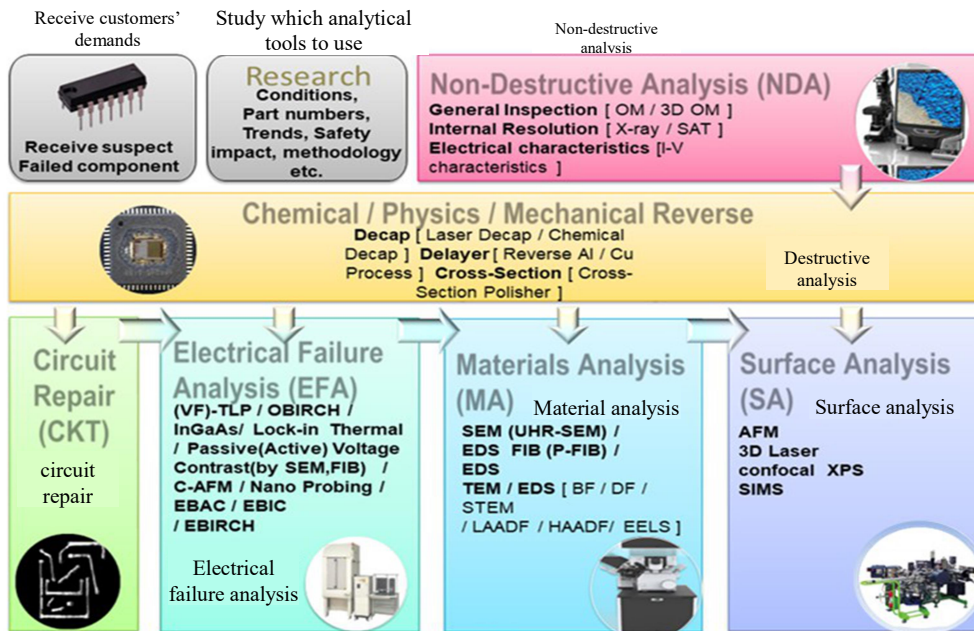 Receive customers'
demands
Receive suspect
Failed component
Study which analytical
tools to use
Research
Conditions,
Part numbers,
Trends, Safety
impact, methodology
etc.
Non-destructive
analysis
Non-Destructive Analysis (NDA)
General Inspection [ OM / 3D OM ]
Internal Resolution [ X-ray / SAT ]
Electrical characteristics [I-V
characteristics ]
Chemical / Physics / Mechanical Reverse
Decap [ Laser Decap / Chemical
Decap ] Delayer [ Reverse Al / Cu
Process ] Cross-Section [ Cross-
Section Polisher ]
Destructive
analysis
Circuit
Repair
(CKT)
circuit
repair
Electrical Failure
Analysis (EFA)
(VF)-TLP / OBIRCH /
InGaAs/ Lock-in Thermal
/ Passive(Active) Voltage
Contrast(by SEM,FIB) /
C-AFM / Nano Probing /
EBAC / EBIC
/ EBIRCH
Electrical
failure analysis
Materials Analysis
(MA)
Material analysis
SEM (UHR-SEM) /
EDS FIB (P-FIB) /
EDS
TEM / EDS [ BF / DF /
STEM
/ LAADF / HAADF/ EELS ]
Surface Analysis
(SA)
Surface analysis
AFM
3D Laser
confocal XPS
SIMS